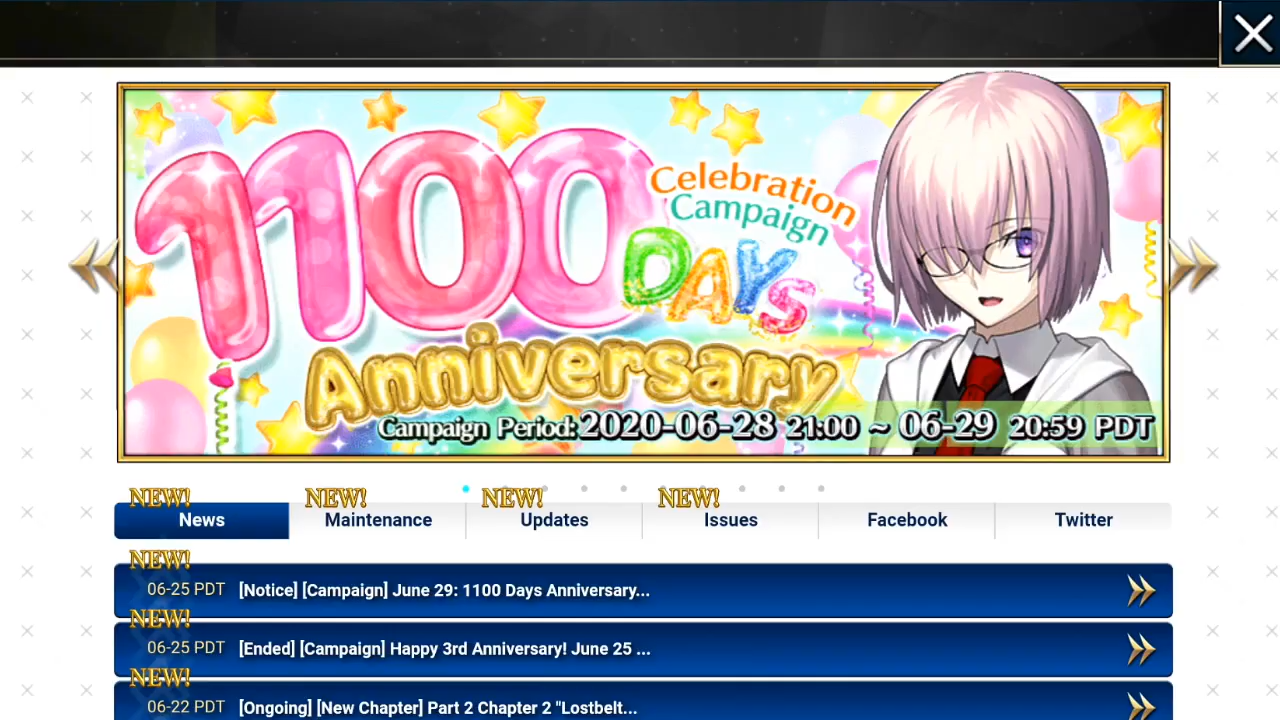 1100
Celebration
Campaign
DAYS
Anniversary
Campaign Period: 2020-06-28 21:00 ~ 06-29 20:59 PDT
NEW! NEW! NEW! NEW!
News Maintenance Updates Issues Facebook Twitter
NEW!
06-25 PDT [Notice] [Campaign] June 29: 1100 Days Anniversary...
NEW!
06-25 PDT [Ended] [Campaign] Happy 3rd Anniversary! June 25 ...
NEW!
06-22 PDT [Ongoing] [New Chapter] Part 2 Chapter 2 "Lostbelt...